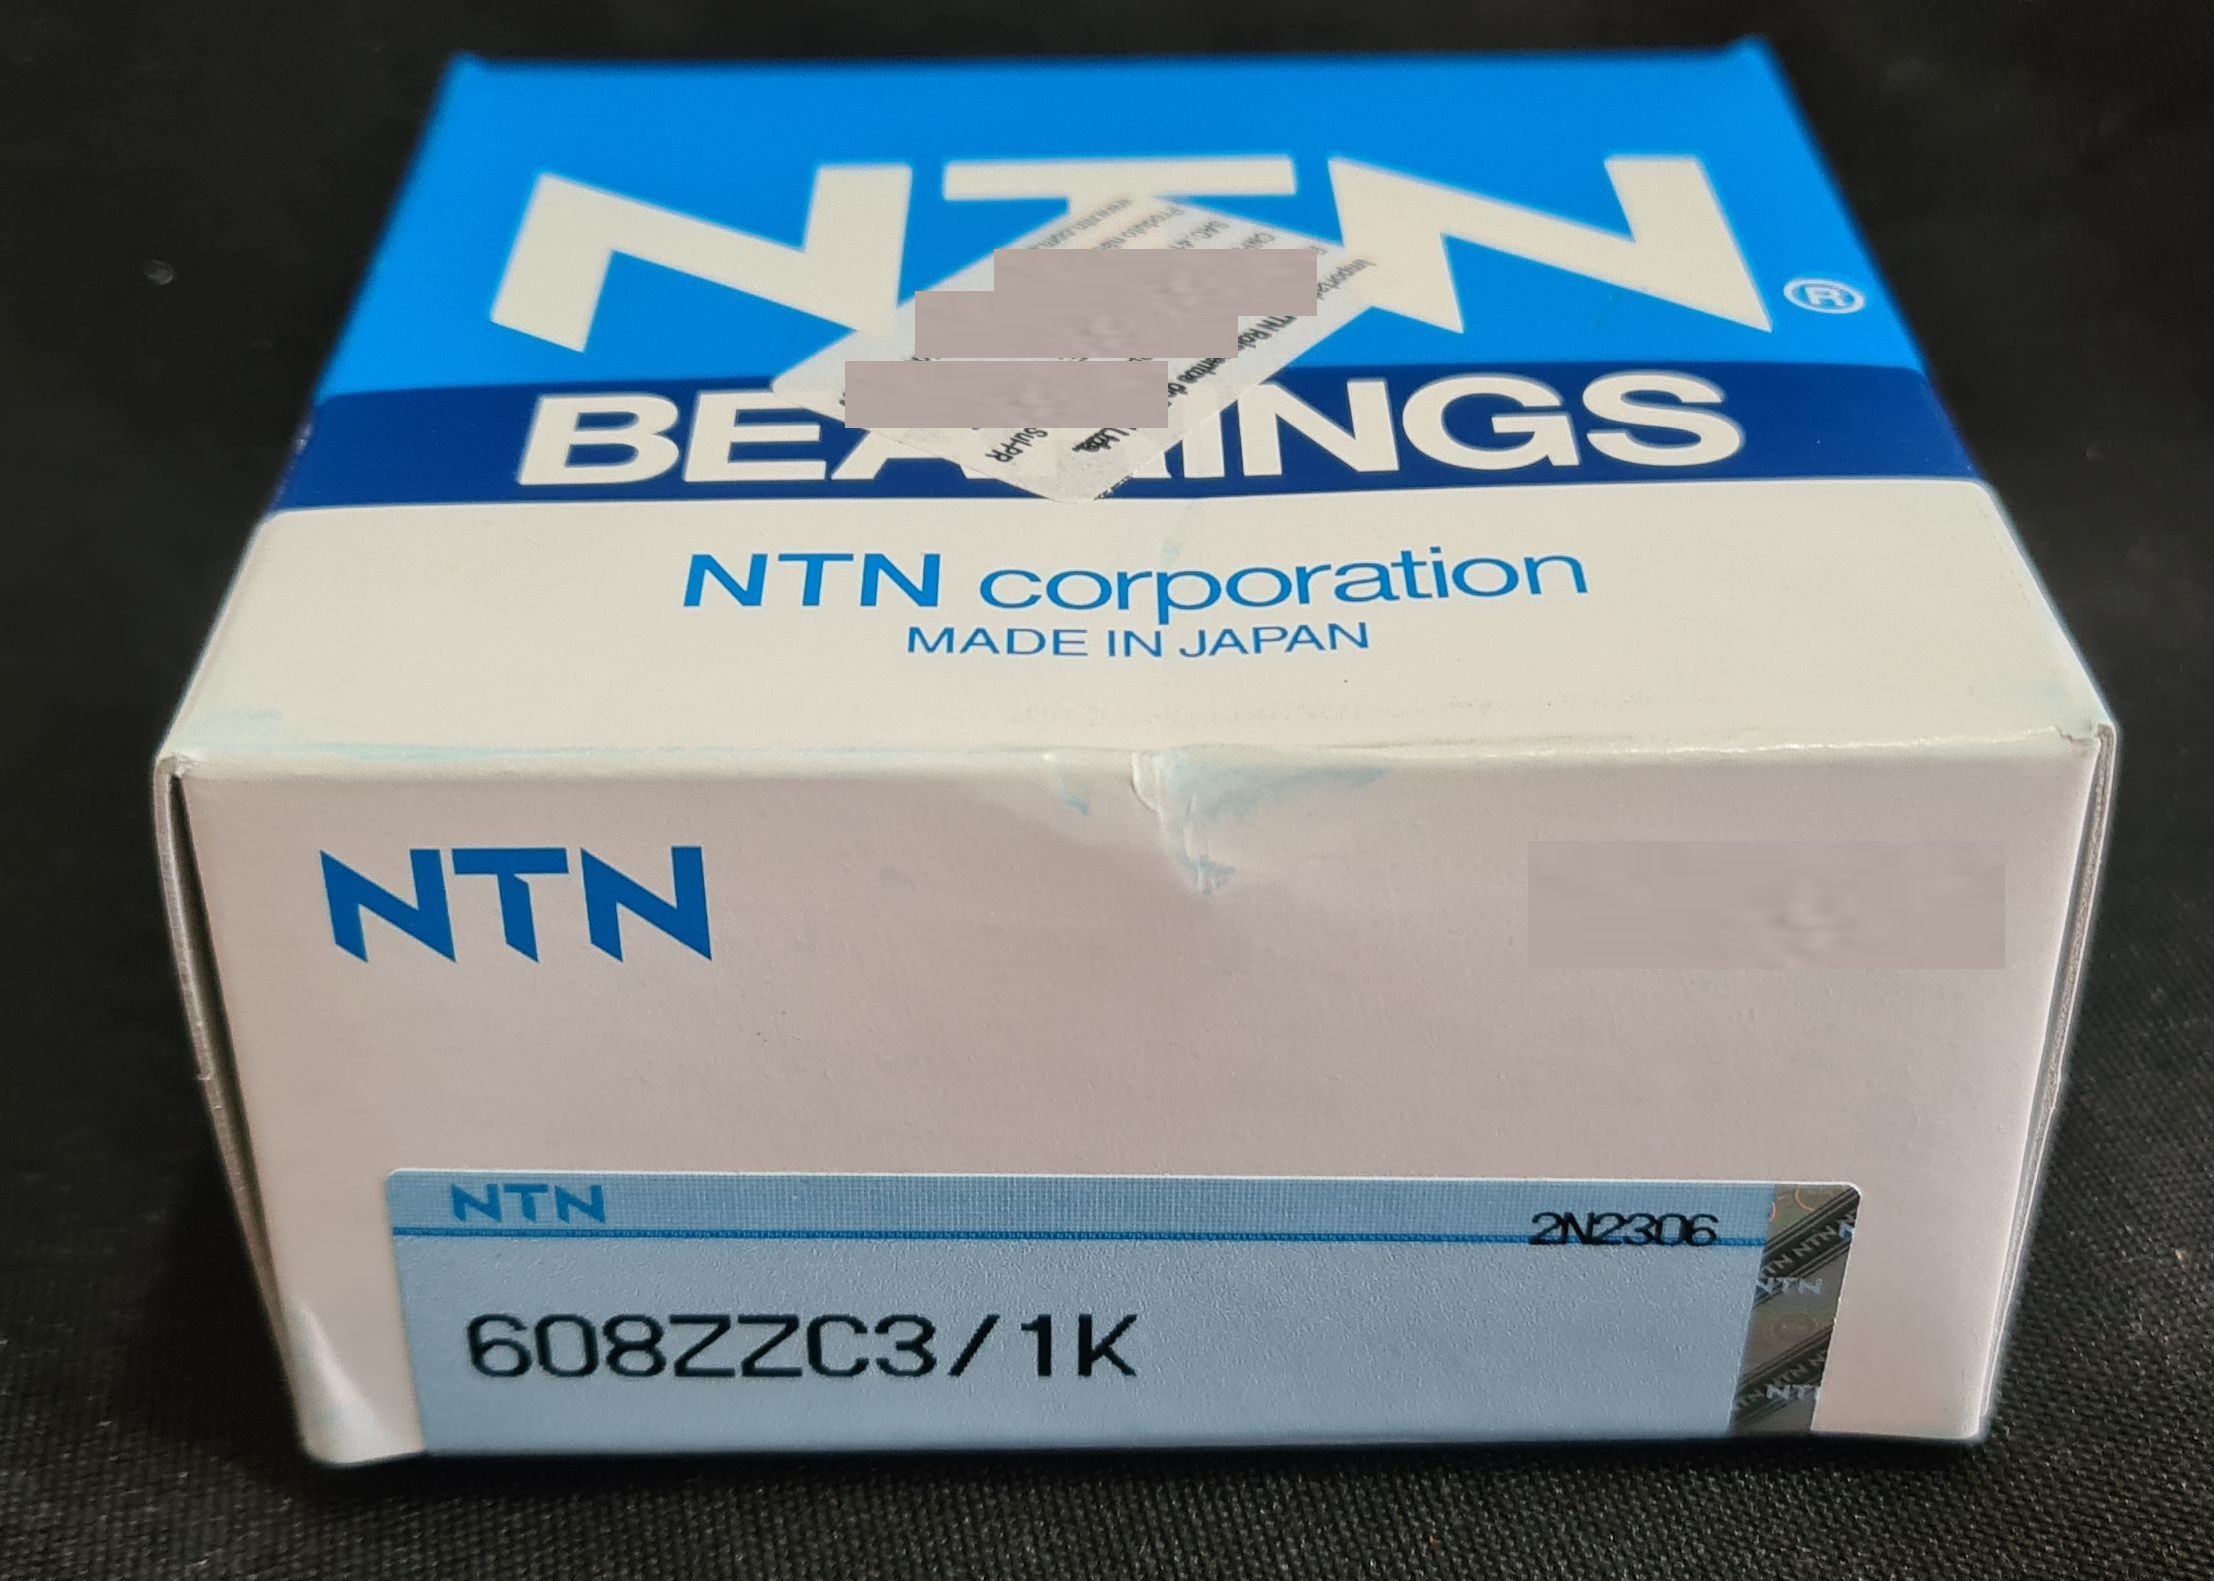 NTN
®
BEARINGS
NTN corporation
MADE IN JAPAN
NTN
NTN
2N2306
608ZZC3/1K